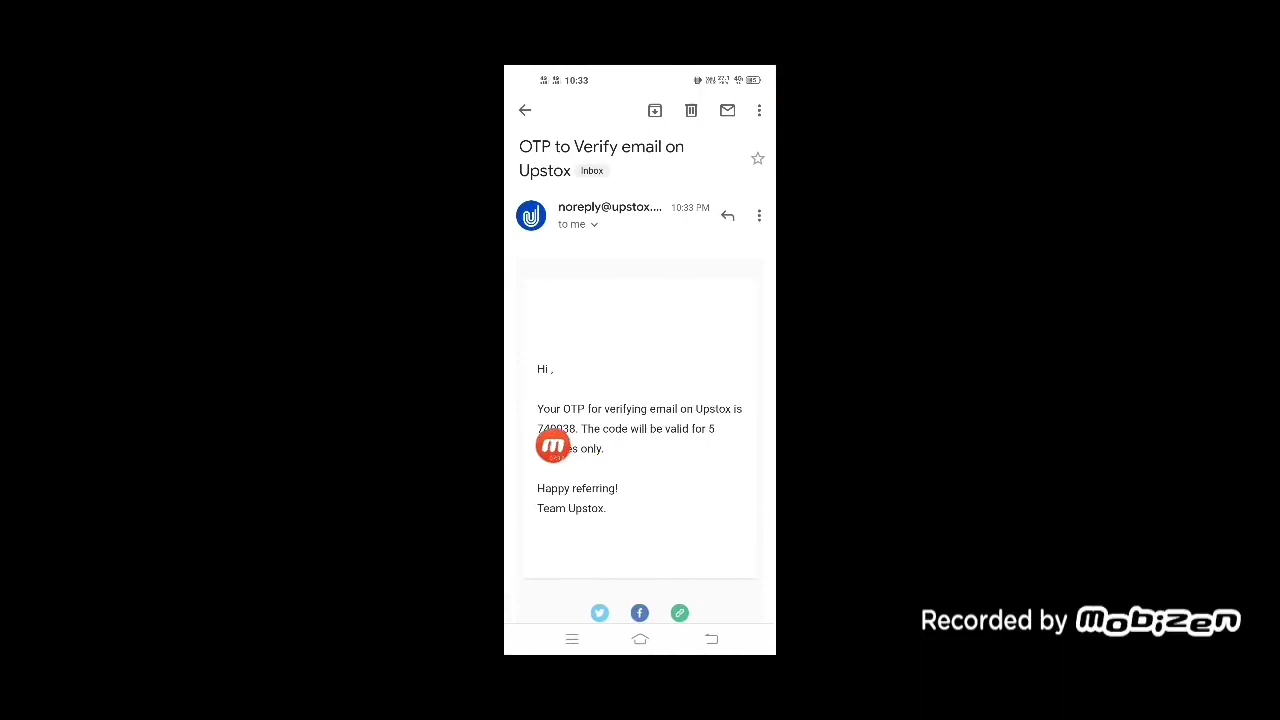 10:33
OTP to Verify email on
Upstox Inbox
noreply@upstox.... 10:33 PM
to me
Hi ,
Your OTP for verifying email on Upstox is
The code will be valid for 5
only.
Happy referring!
Team Upstox.
Recorded by mobizen